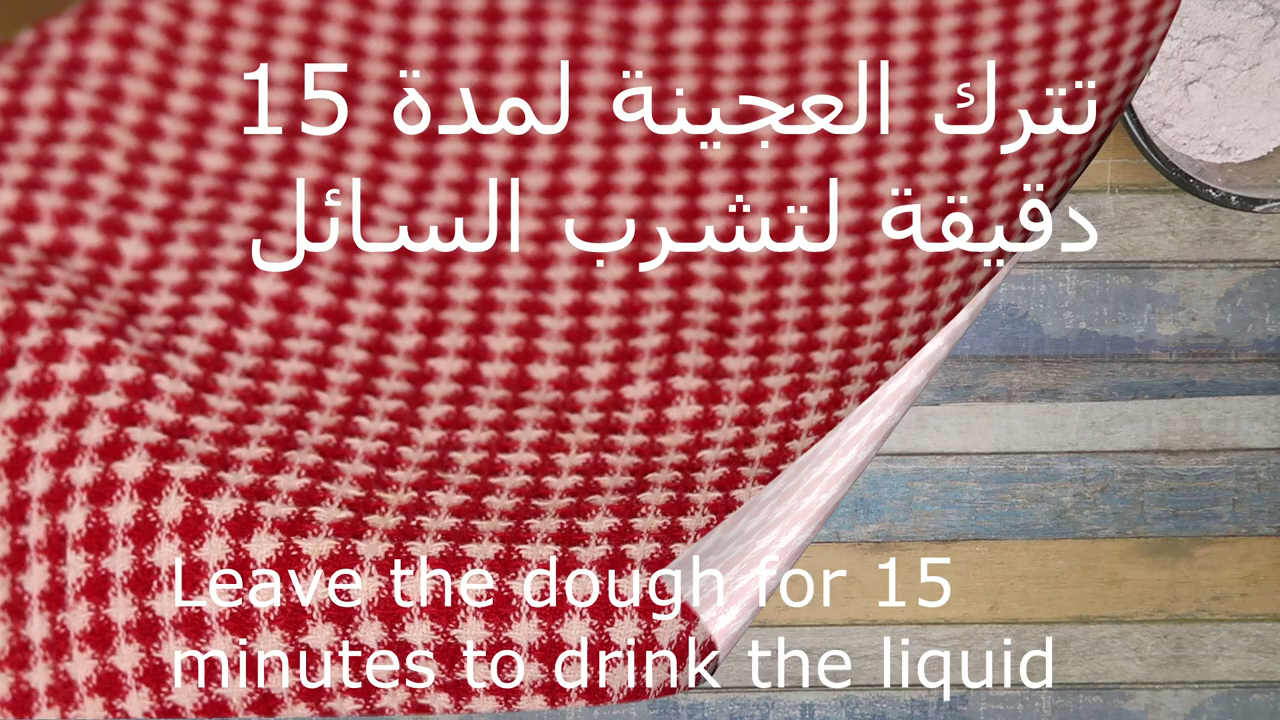 تترك العجينة لمدة 15
دقيقة لتشرب السائل
Leave the dough for 15
minutes to drink the liquid